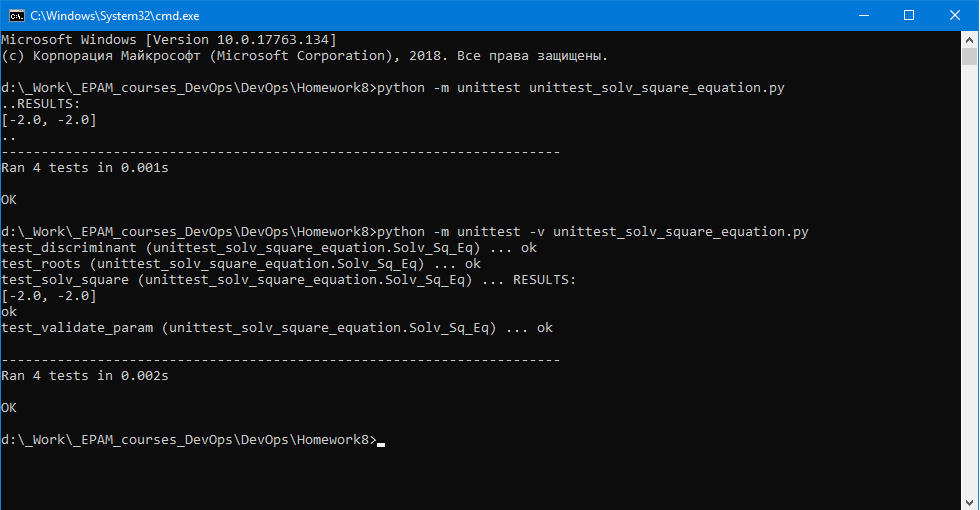 C:\Windows\System32\cmd.exe
Microsoft Windows [Version 10.0.17763.134]
(c) Корпорация Майкрософт (Microsoft Corporation), 2018. Все права защищены.
d:\_Work\_EPAM_courses_DevOps\DevOps\Homework8>python -m unittest unittest_solv_square_equation.py
..RESULTS:
[-2.0, -2.0]
..
----------------------------------------------------------------------
Ran 4 tests in 0.001s
OK
d:\_Work\_EPAM_courses_DevOps\DevOps\Homework8>python -m unittest -v unittest_solv_square_equation.py
test_discriminant (unittest_solv_square_equation.Solv_Sq_Eq) ... ok
test_roots (unittest_solv_square_equation.Solv_Sq_Eq) ... ok
test_solv_square (unittest_solv_square_equation.Solv_Sq_Eq) ... RESULTS:
[-2.0, -2.0]
ok
test_validate_param (unittest_solv_square_equation.Solv_Sq_Eq) ... ok
----------------------------------------------------------------------
Ran 4 tests in 0.002s
OK
d:\_Work\_EPAM_courses_DevOps\DevOps\Homework8>